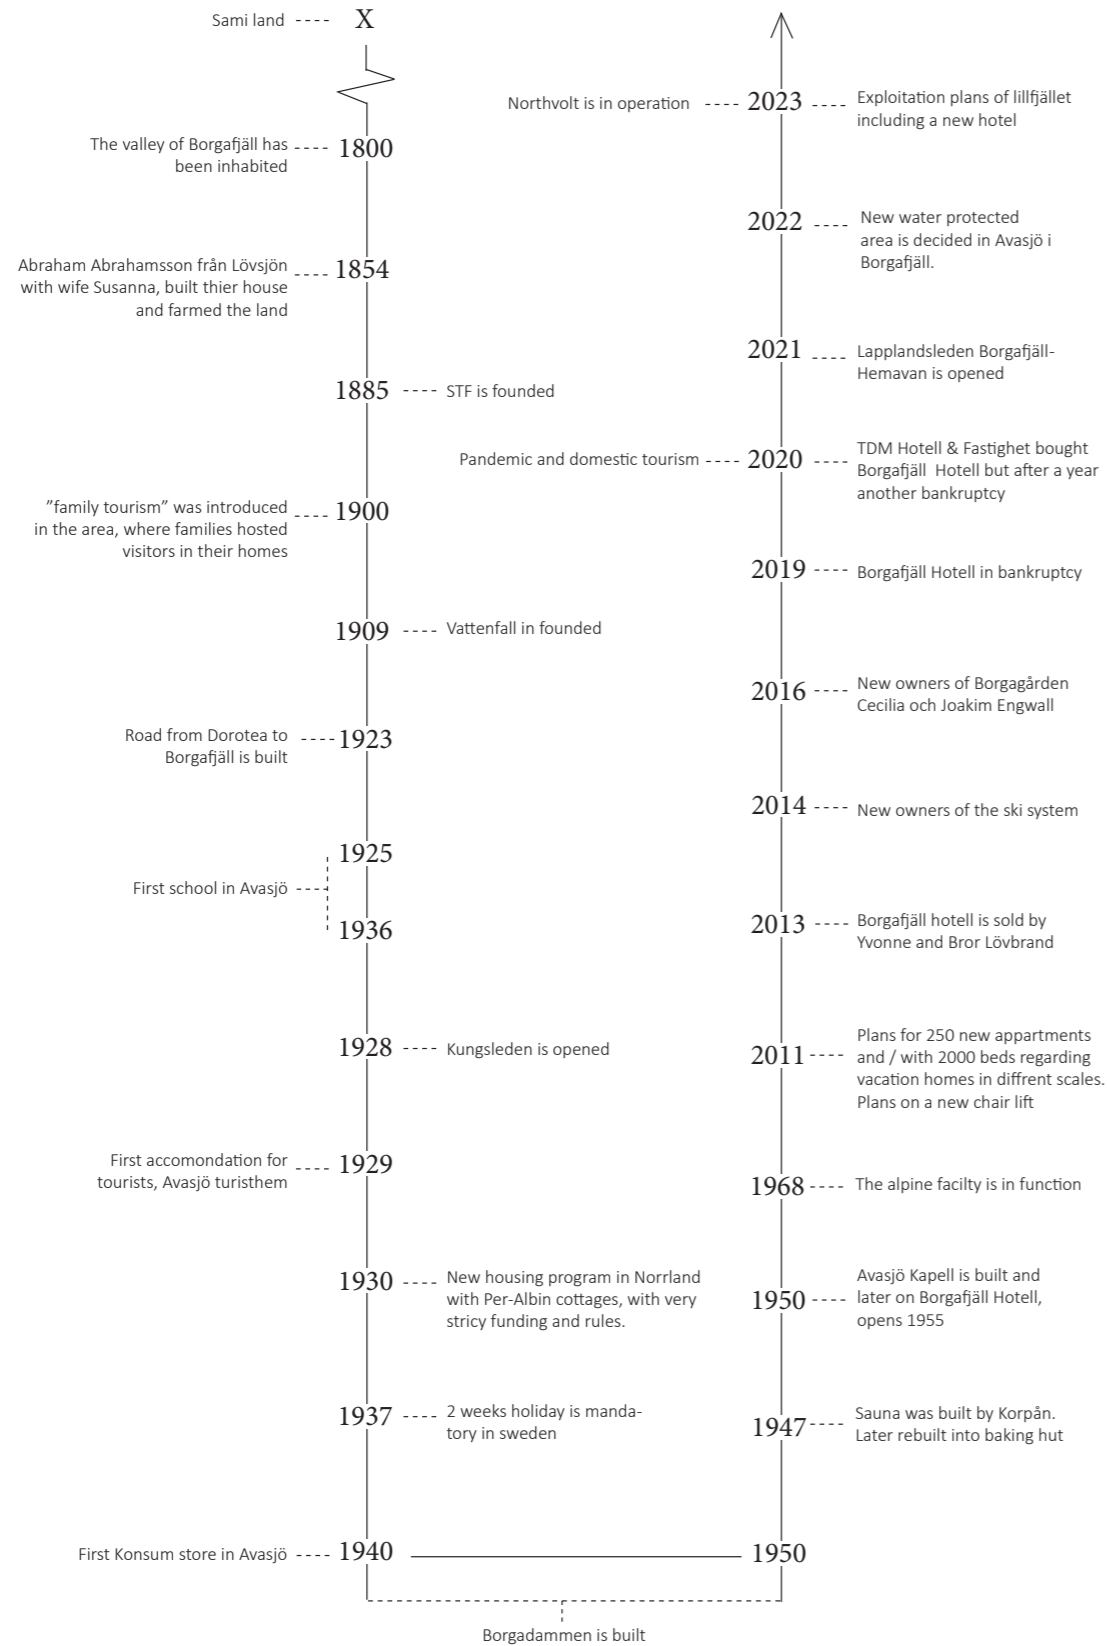 Sami land
X
The valley of Borgafjäll has
been inhabited
1800
Abraham Abrahamsson från Lövsjön
with wife Susanna, built thier house
and farmed the land
1854
1885
STF is founded
"family tourism" was introduced
in the area, where families hosted
visitors in their homes
1900
1909
Vattenfall in founded
Road from Dorotea to
Borgafjäll is built
1923
1925
First school in Avasjö
1936
1928
Kungsleden is opened
First accomondation for
tourists, Avasjö turisthem
1929
1930
New housing program in Norrland
with Per-Albin cottages, with very
stricy funding and rules.
1937
2 weeks holiday is manda-
tory in sweden
First Konsum store in Avasjö
1940
Borgadammen is built
1950
1947
Sauna was built by Korpån.
Later rebuilt into baking hut
1950
Avasjö Kapell is built and
later on Borgafjäll Hotell,
opens 1955
1968
The alpine facilty is in function
2011
Plans for 250 new appartments
and / with 2000 beds regarding
vacation homes in diffrent scales.
Plans on a new chair lift
2013
Borgafjäll hotell is sold by
Yvonne and Bror Lövbrand
2014
New owners of the ski system
2016
New owners of Borgagården
Cecilia och Joakim Engwall
2019
Borgafjäll Hotell in bankruptcy
Pandemic and domestic tourism
2020
TDM Hotell & Fastighet bought
Borgafjäll Hotell but after a year
another bankruptcy
2021
Lapplandsleden Borgafjäll-
Hemavan is opened
2022
New water protected
area is decided in Avasjö i
Borgafjäll.
Northvolt is in operation
2023
Exploitation plans of lillfjället
including a new hotel